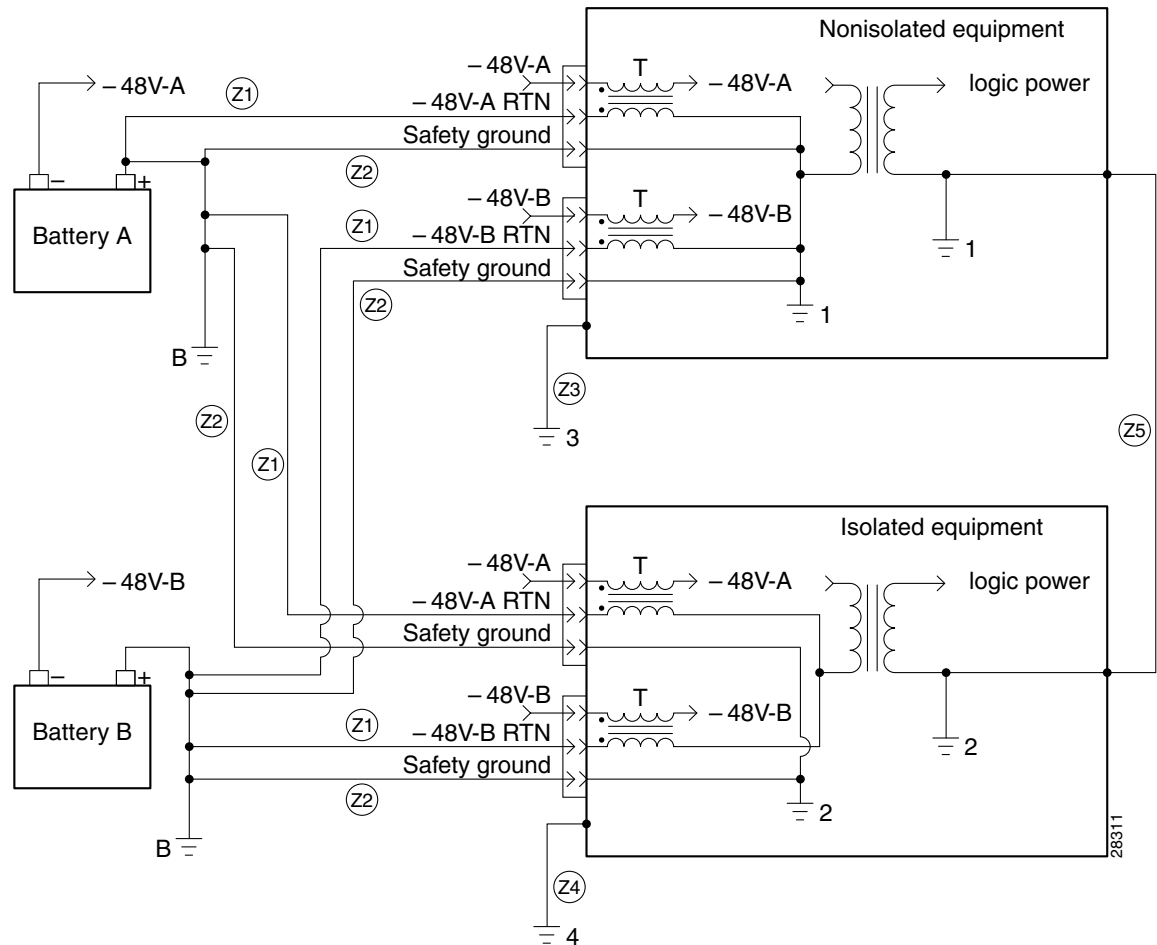 Nonisolated equipment
– 48V-A
T
– 48V-A
logic power
– 48V-A
Z1
– 48V-A RTN
Safety ground
Z2
– +
Battery A
– 48V-B
T
– 48V-B
Z1
– 48V-B RTN
Safety ground
Z2
1
1
B
Z3
3
Z2
Z1
Z5
Isolated equipment
– 48V-A
T
– 48V-A
logic power
– 48V-B
– 48V-A RTN
Safety ground
– +
Battery B
– 48V-B
T
– 48V-B
Z1
– 48V-B RTN
Safety ground
Z2
2
2
B
28311
Z4
4